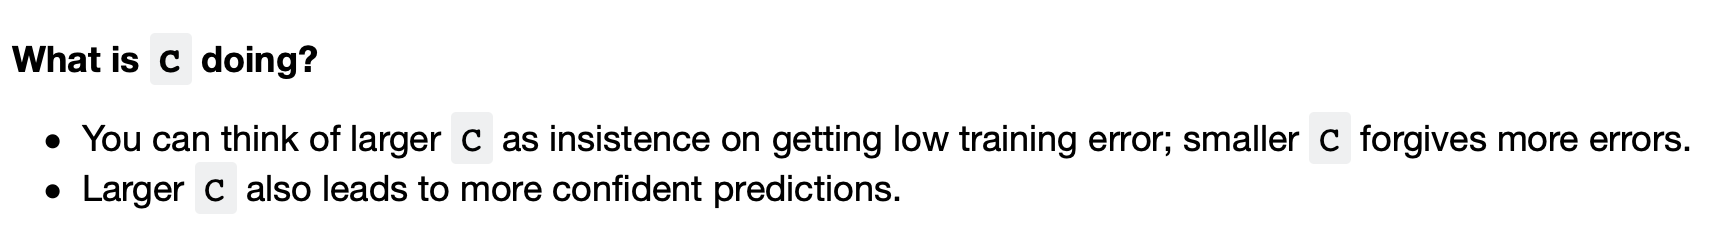 What is C doing?
• You can think of larger C as insistence on getting low training error; smaller C forgives more errors.
• Larger C also leads to more confident predictions.